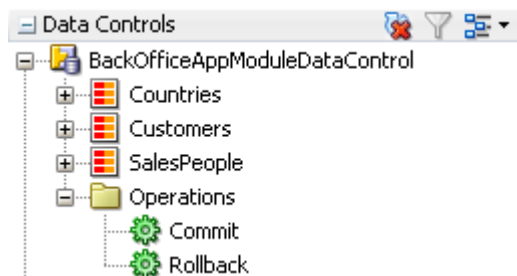 Data Controls
BackOfficeAppModuleDataControl
Countries
Customers
SalesPeople
Operations
Commit
Rollback